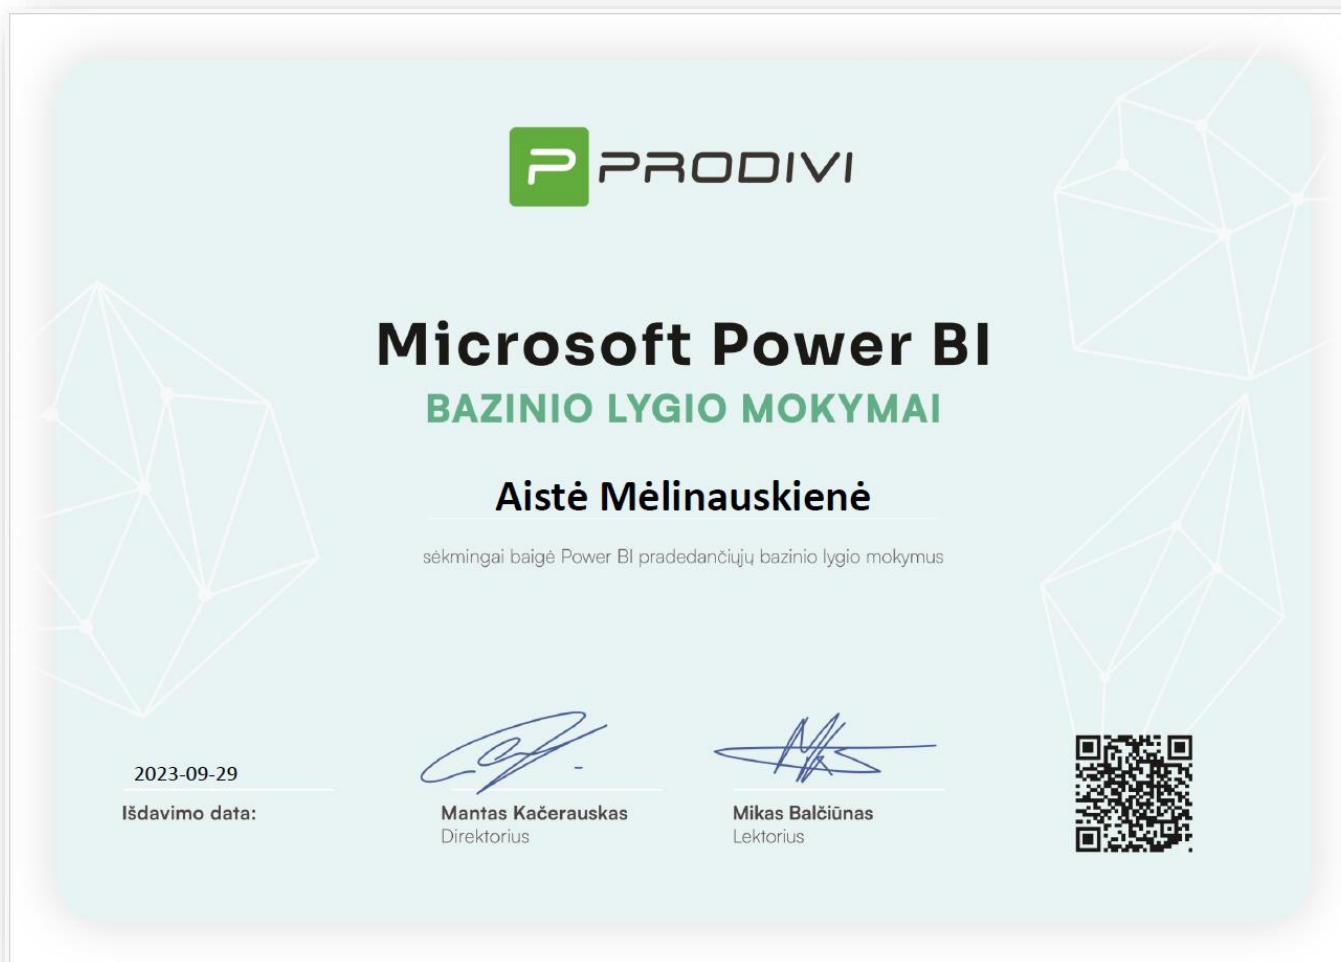 PRODIVI
Microsoft Power BI
BAZINIO LYGIO MOKYMAI
Aistė Mėlinauskienė
sėkmingai baigė Power BI pradedančiųjų bazinio lygio mokymus
2023-09-29
Išdavimo data:
Mantas Kačerauskas
Direktorius
Mikas Balčiūnas
Lektorius